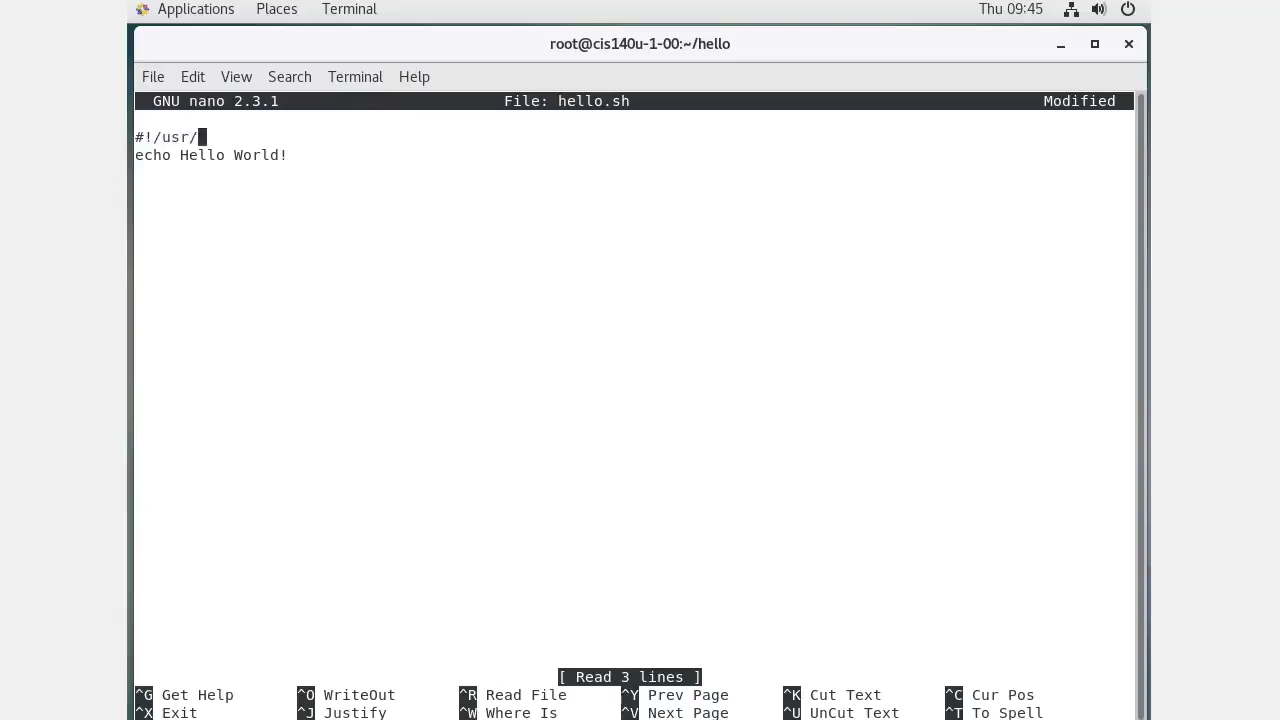 Applications Places Terminal Thu 09:45
root@cis140u-1-00:~/hello
File Edit View Search Terminal Help
GNU nano 2.3.1 File: hello.sh Modified
#!/usr/
echo Hello World!
[ Read 3 lines ]
^G Get Help ^O WriteOut ^R Read File ^Y Prev Page ^K Cut Text ^C Cur Pos
^X Exit ^J Justify ^W Where Is ^V Next Page ^U UnCut Text ^T To Spell